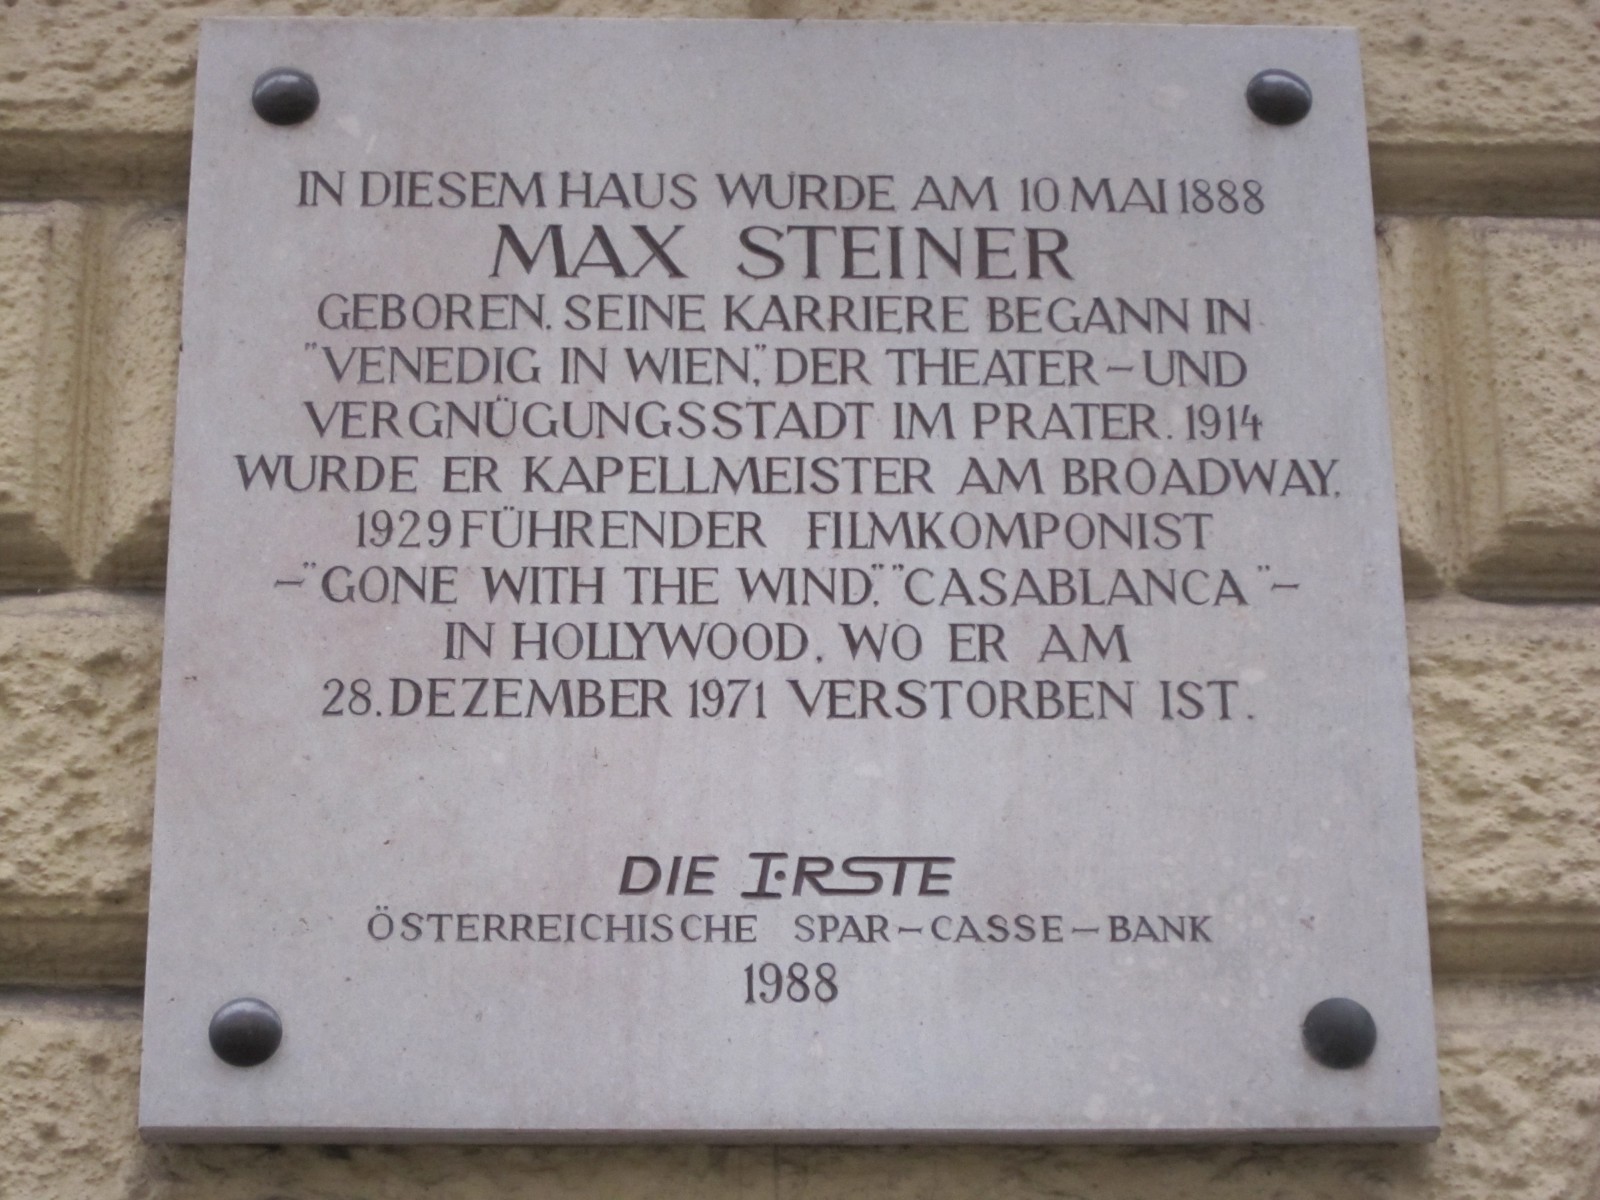 IN DIESEM HAUS WURDE AM 10 MAI 1888
MAX STEINER
GEBOREN. SEINE KARRIERE BEGANN IN
"VENEDIG IN WIEN," DER THEATER-UND
VERGNÜGUNGSSTADT IM PRATER. 1914
WURDE ER KAPELLMEISTER AM BROADWAY,
1929 FÜHRENDER FILMKOMPONIST
-"GONE WITH THE WIND," "CASABLANCA"-
IN HOLLYWOOD, WO ER AM
28. DEZEMBER 1971 VERSTORBEN IST.
DIE ERSTE
ÖSTERREICHISCHE SPAR-CASSE-BANK
1988